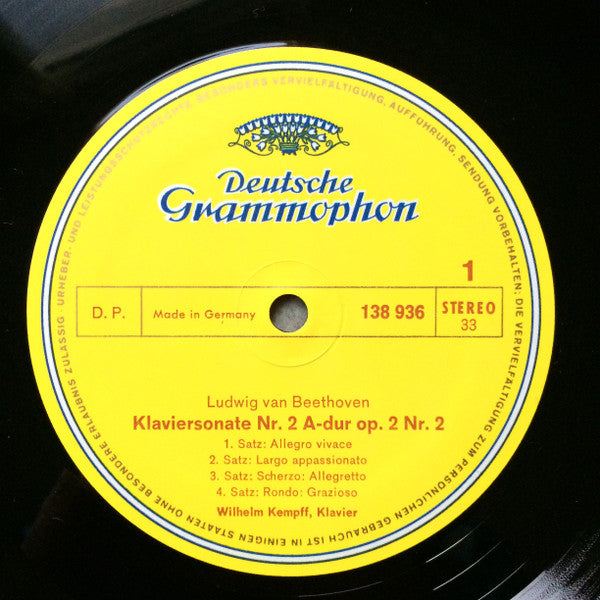 Deutsche
Grammophon
1
D. P.
Made in Germany
138 936
STEREO
33
Ludwig van Beethoven
Klaviersonate Nr. 2 A-dur op. 2 Nr. 2
1. Satz: Allegro vivace
2. Satz: Largo appassionato
3. Satz: Scherzo: Allegretto
4. Satz: Rondo: Grazioso
Wilhelm Kempff, Klavier
URHEBER- UND LEISTUNGSSCHUTZRECHTE, BESONDERS VERVIELFÄLTIGUNG, AUFFÜHRUNG, SENDUNG VORBEHALTEN. DIE VERVIELFÄLTIGUNG ZUM PERSÖNLICHEN GEBRAUCH IST IN EINIGEN STAATEN OHNE BESONDERE ERLAUBNIS ZULÄSSIG ·